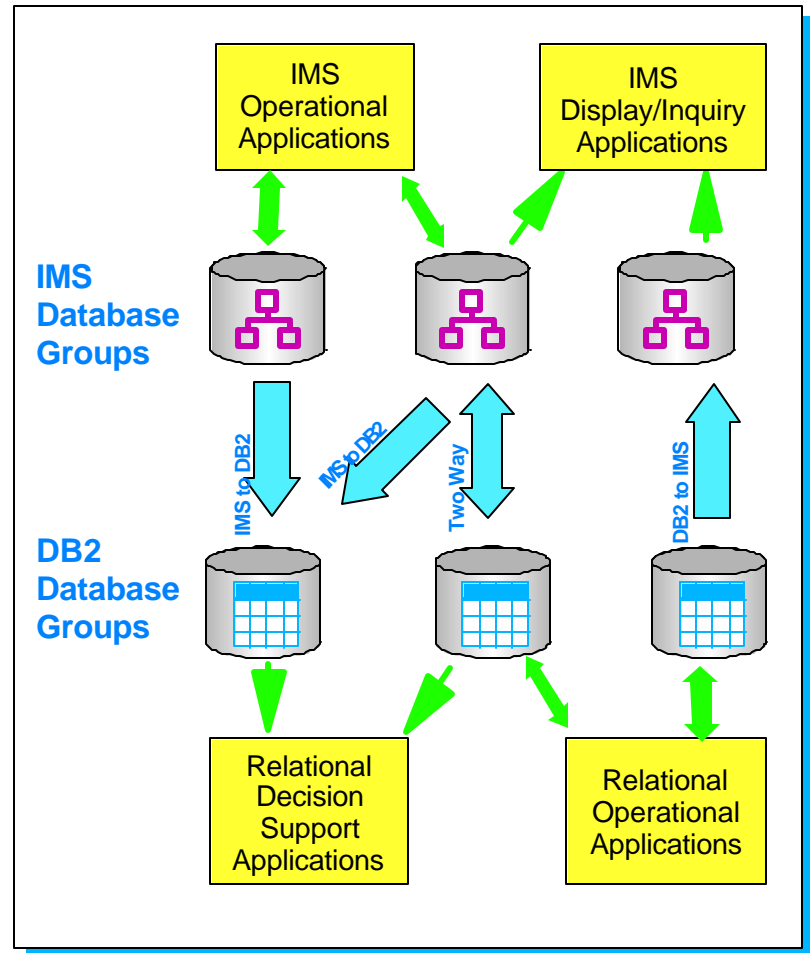 IMS
Operational
Applications
IMS
Display/Inquiry
Applications
IMS
Database
Groups
IMS to DB2
IMS to DB2
Two Way
DB2 to IMS
DB2
Database
Groups
Relational
Decision
Support
Applications
Relational
Operational
Applications